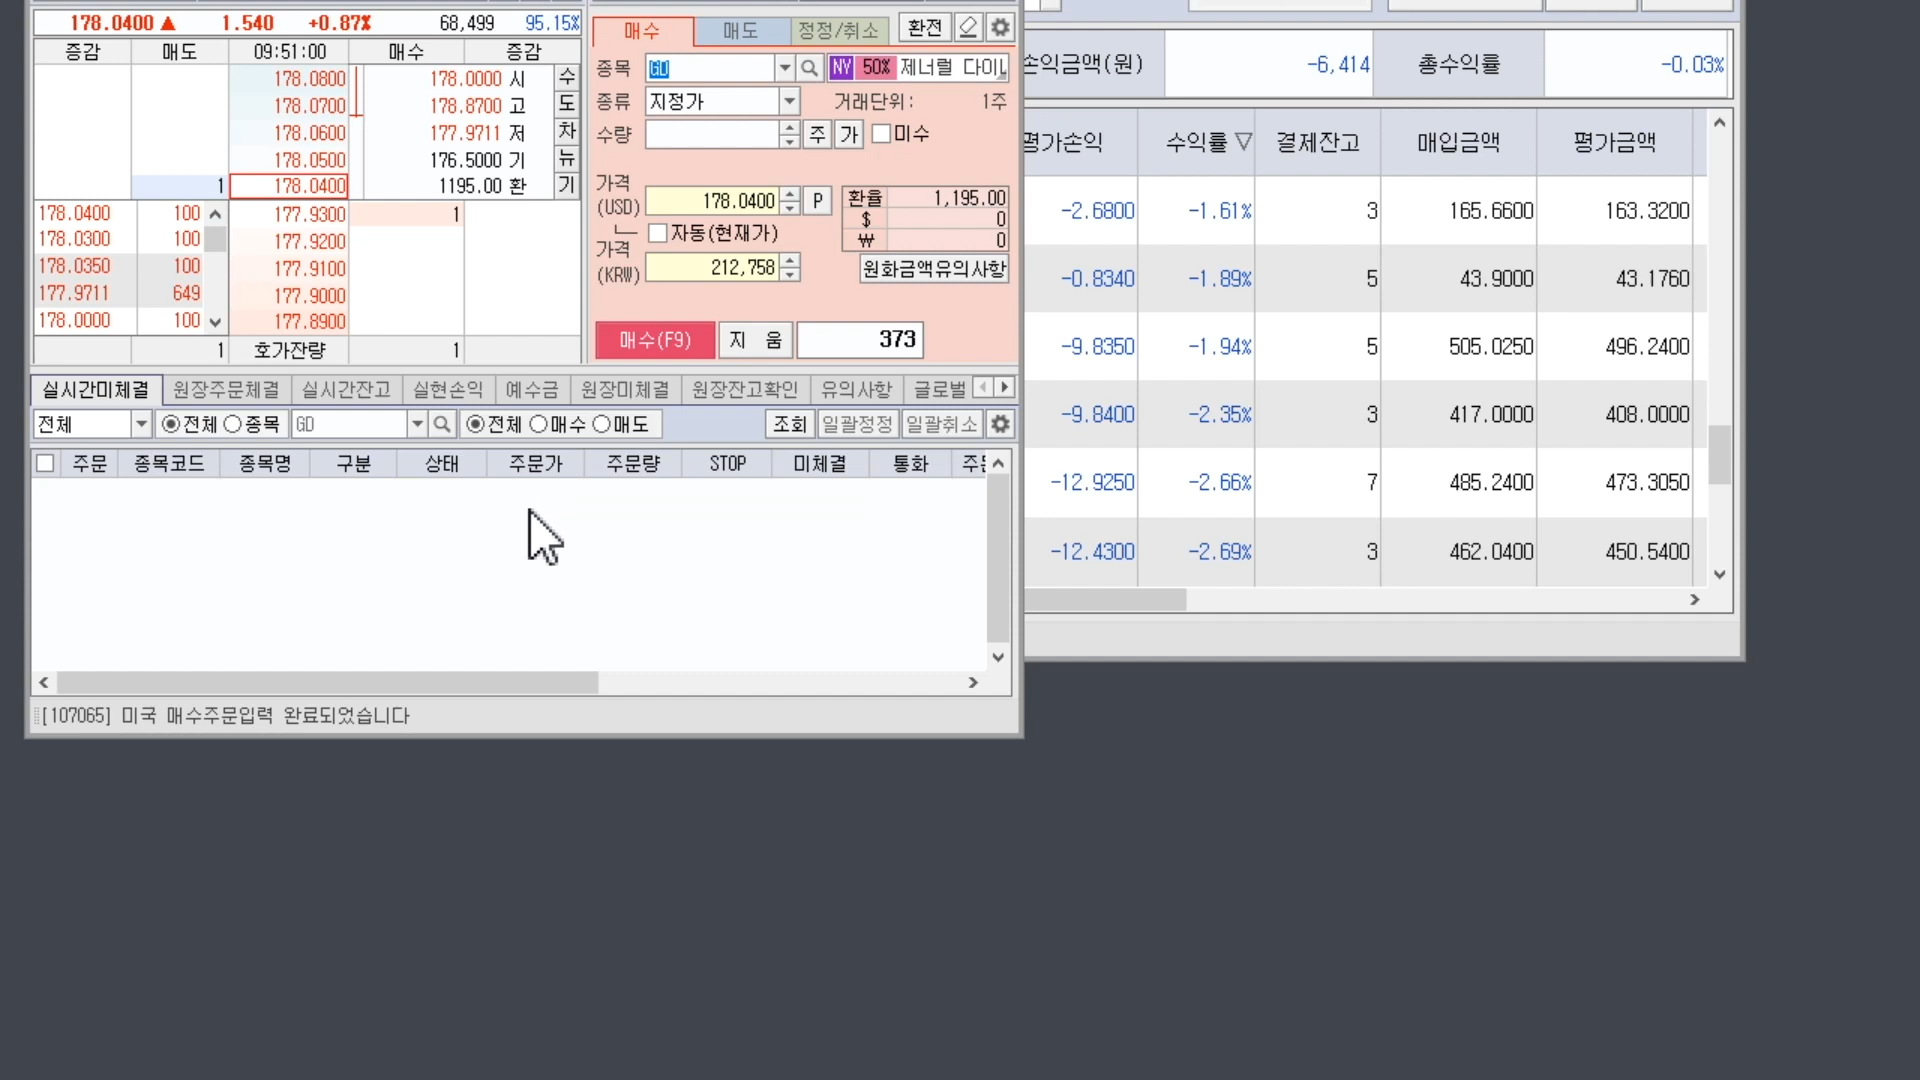 178.0400 ▲ 1.540 +0.87% 68,499 95.15%
증감 매도 09:51:00 매수 증감
178.0800 178.0000 시 수
178.0700 178.8700 고 도
178.0600 177.9711 저 차
178.0500 176.5000 기 뉴
1 178.0400 1195.00 환 기
178.0400 100 177.9300 1
178.0300 100 177.9200
178.0350 100 177.9100
177.9711 649 177.9000
178.0000 100 177.8900
1 호가잔량 1
매수 매도 정정/취소 환전
종목 GD NY 50% 제너럴 다이
종류 지정가 거래단위: 1주
수량 주 가 미수
가격
(USD) 178.0400 P 환율 1,195.00
$ 0
자동(현재가) ₩ 0
가격
(KRW) 212,758 원화금액유의사항
매수(F9) 지 움 373
실시간미체결 원장주문체결 실시간잔고 실현손익 예수금 원장미체결 원장잔고확인 유의사항 글로벌
전체 전체 종목 GD 전체 매수 매도 조회 일괄정정 일괄취소
주문 종목코드 종목명 구분 상태 주문가 주문량 STOP 미체결 통화
[107065] 미국 매수주문입력 완료되었습니다
손익금액(원) -6,414 총수익률 -0.03%
평가손익 수익률 ▽ 결제잔고 매입금액 평가금액
-2.6800 -1.61% 3 165.6600 163.3200
-0.8340 -1.89% 5 43.9000 43.1760
-9.8350 -1.94% 5 505.0250 496.2400
-9.8400 -2.35% 3 417.0000 408.0000
-12.9250 -2.66% 7 485.2400 473.3050
-12.4300 -2.69% 3 462.0400 450.5400